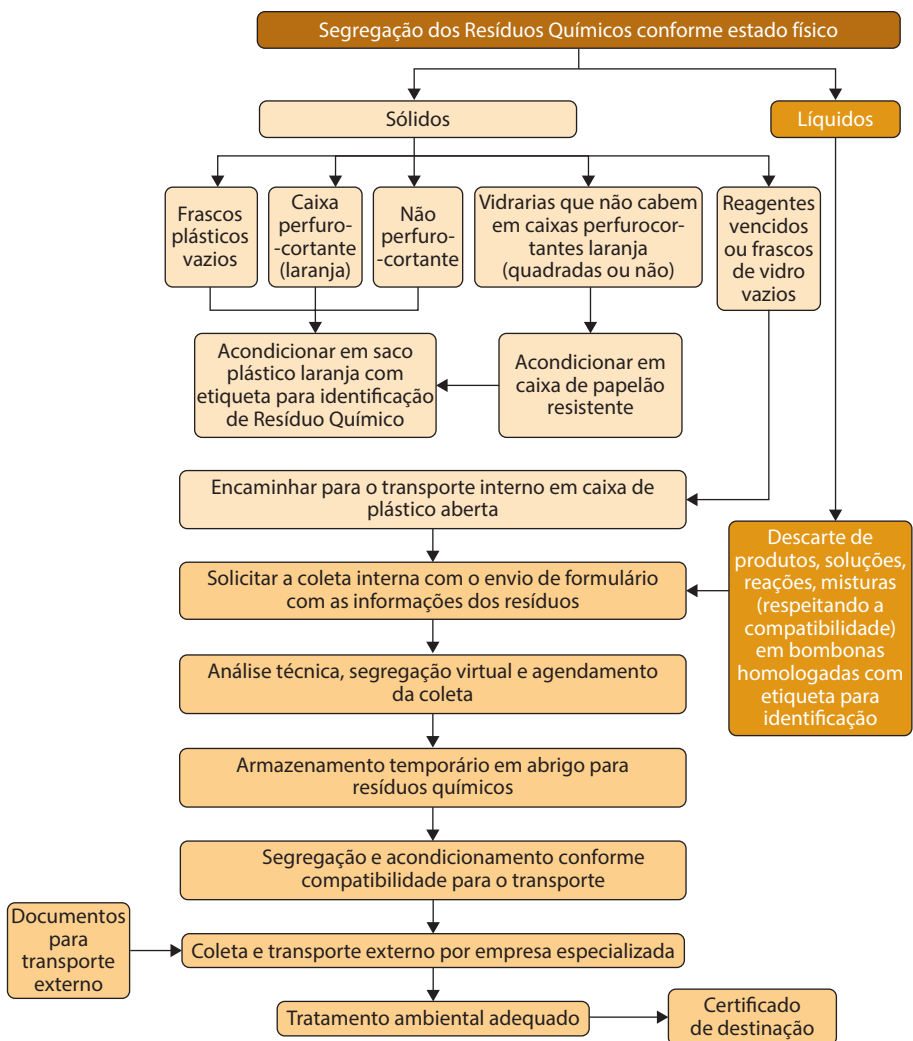 Segregação dos Resíduos Químicos conforme estado físico
Sólidos
Líquidos
Frascos
plásticos
vazios
Caixa
perfuro-
-cortante
(laranja)
Não
perfuro-
-cortante
Vidrarias que não cabem
em caixas perfurocor-
tantes laranja
(quadradas ou não)
Reagentes
vencidos
ou frascos
de vidro
vazios
Acondicionar em saco
plástico laranja com
etiqueta para identificação
de Resíduo Químico
Acondicionar em
caixa de papelão
resistente
Encaminhar para o transporte interno em caixa de
plástico aberta
Descarte de
produtos, soluções,
reações, misturas
(respeitando a
compatibilidade)
em bombonas
homologadas com
etiqueta para
identificação
Solicitar a coleta interna com o envio de formulário
com as informações dos resíduos
Análise técnica, segregação virtual e agendamento
da coleta
Armazenamento temporário em abrigo para
resíduos químicos
Segregação e acondicionamento conforme
compatibilidade para o transporte
Documentos
para
transporte
externo
Coleta e transporte externo por empresa especializada
Tratamento ambiental adequado
Certificado
de destinação